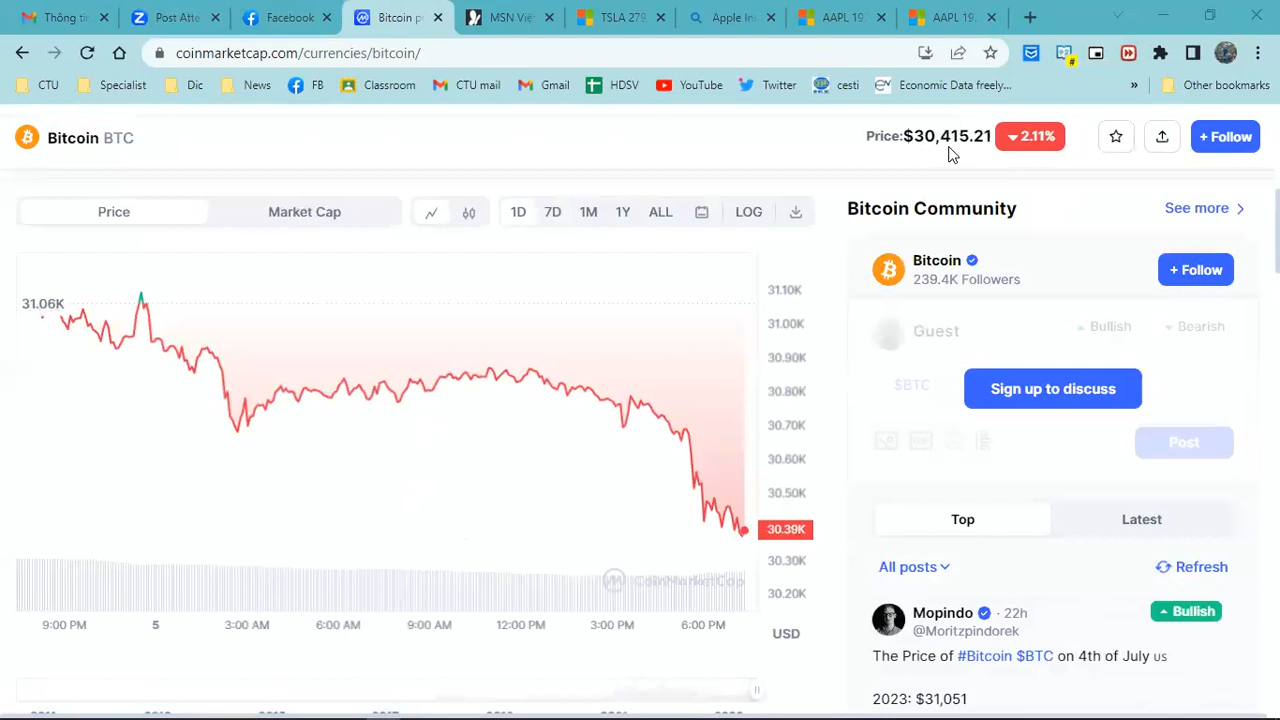 Gmail
Post Atte
Facebook
Bitcoin p
MSN Việ
TSLA 279
Apple Inc
AAPL 19
AAPL 19.
coinmarketcap.com/currencies/bitcoin/
CTU Specialist Dic News FB Classroom CTU mail Gmail HDSV YouTube Twitter cesti Economic Data freely... » Other bookmarks
Bitcoin BTC
Price:$30,415.21 2.11%
+ Follow
Price Market Cap
1D 7D 1M 1Y ALL LOG
31.06K
31.10K
31.00K
30.90K
30.80K
30.70K
30.60K
30.50K
30.39K
30.30K
30.20K
CoinMarketCap
9:00 PM 5 3:00 AM 6:00 AM 9:00 AM 12:00 PM 3:00 PM 6:00 PM USD
Bitcoin Community
See more
Bitcoin
239.4K Followers
+ Follow
Guest
Bullish Bearish
$BTC
Sign up to discuss
Post
Top Latest
All posts
Refresh
Mopindo · 22h
@Moritzpindorek
Bullish
The Price of #Bitcoin $BTC on 4th of July us
2023: $31,051